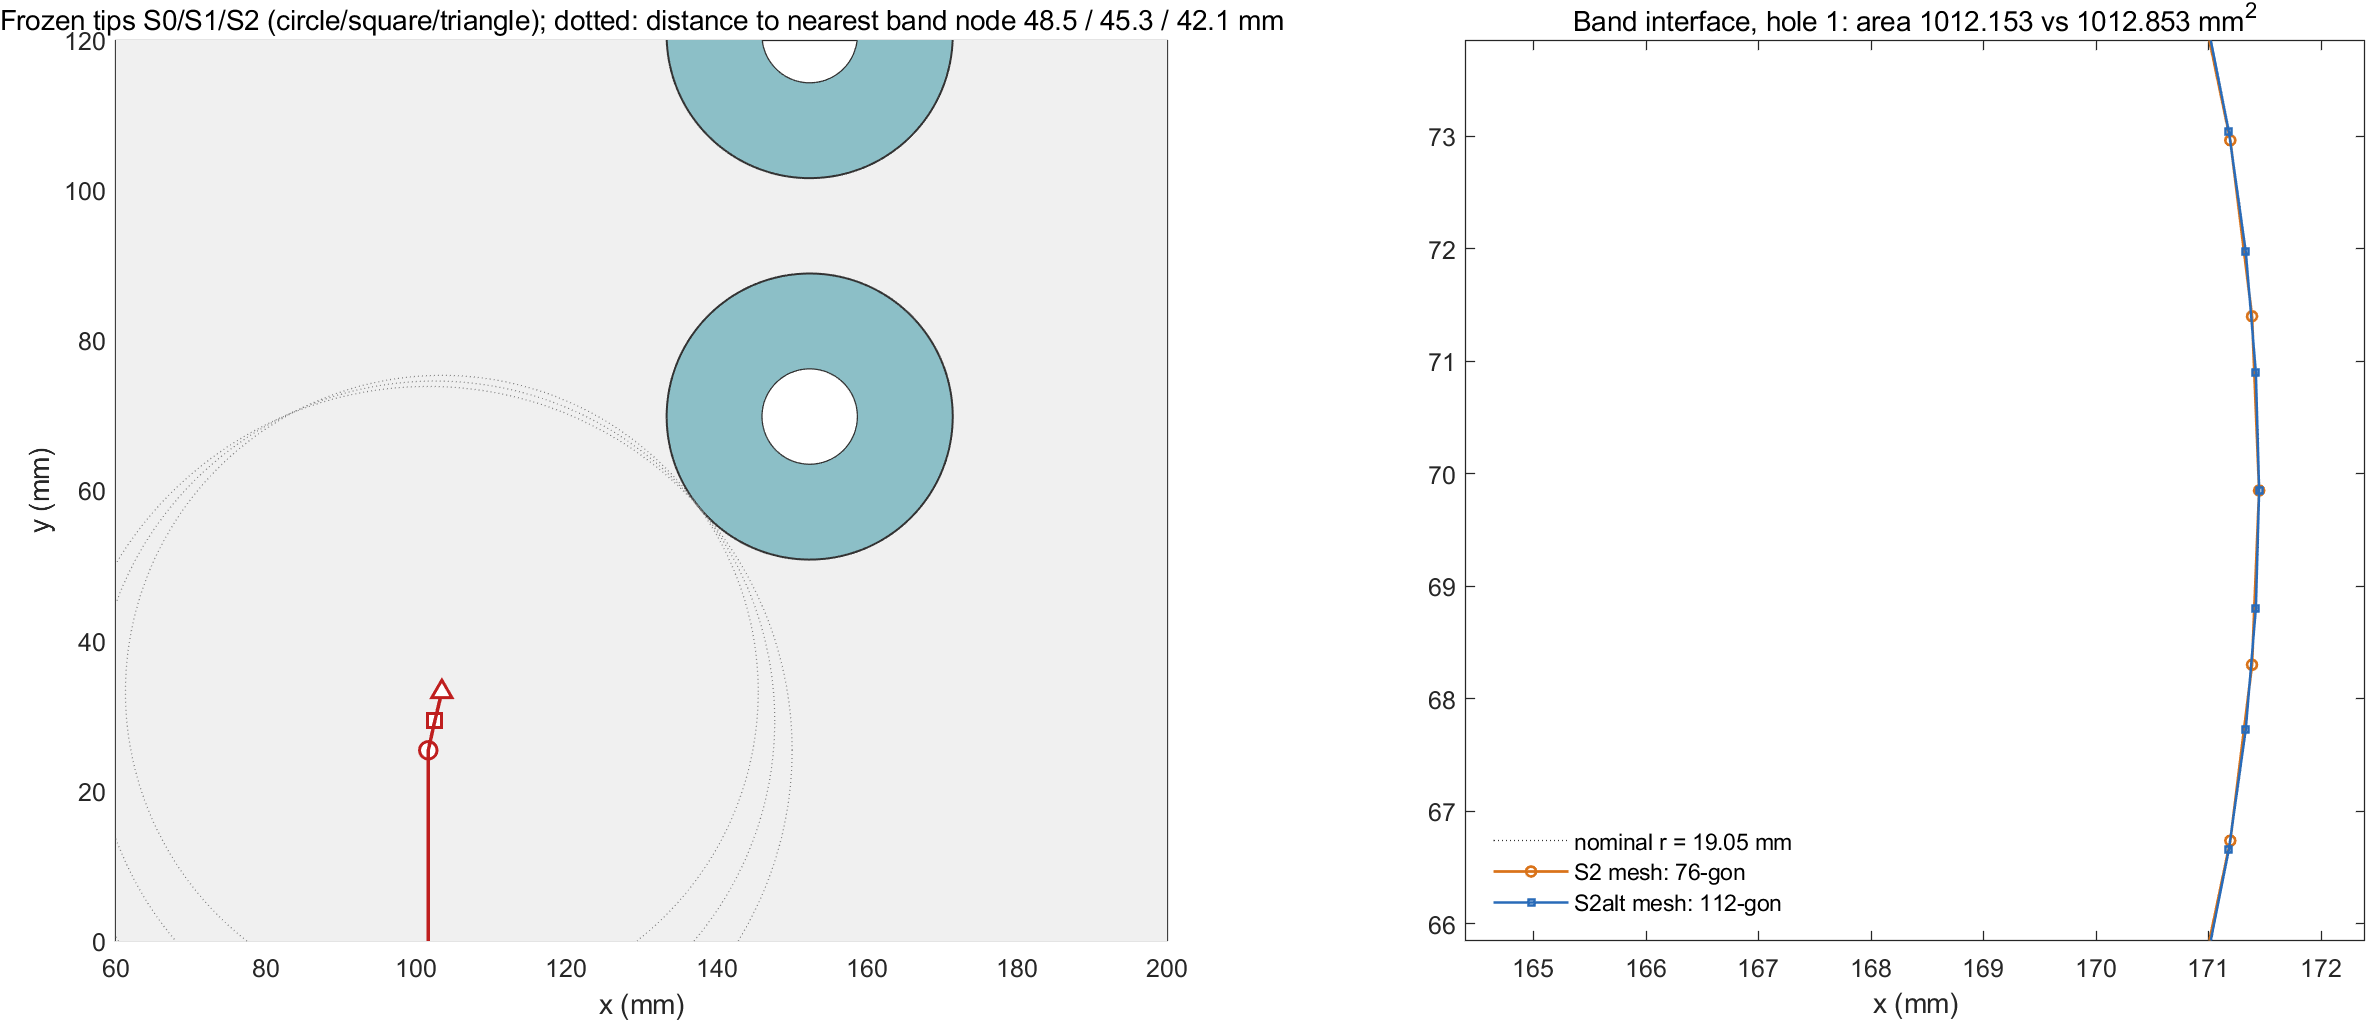 Frozen tips S0/S1/S2 (circle/square/triangle); dotted: distance to nearest band node 48.5 / 45.3 / 42.1 mm
120
100
80
60
40
20
0
y (mm)
60 80 100 120 140 160 180 200
x (mm)
Band interface, hole 1: area 1012.153 vs 1012.853 mm²
73
72
71
70
69
68
67
66
nominal r = 19.05 mm
S2 mesh: 76-gon
S2alt mesh: 112-gon
165 166 167 168 169 170 171 172
x (mm)